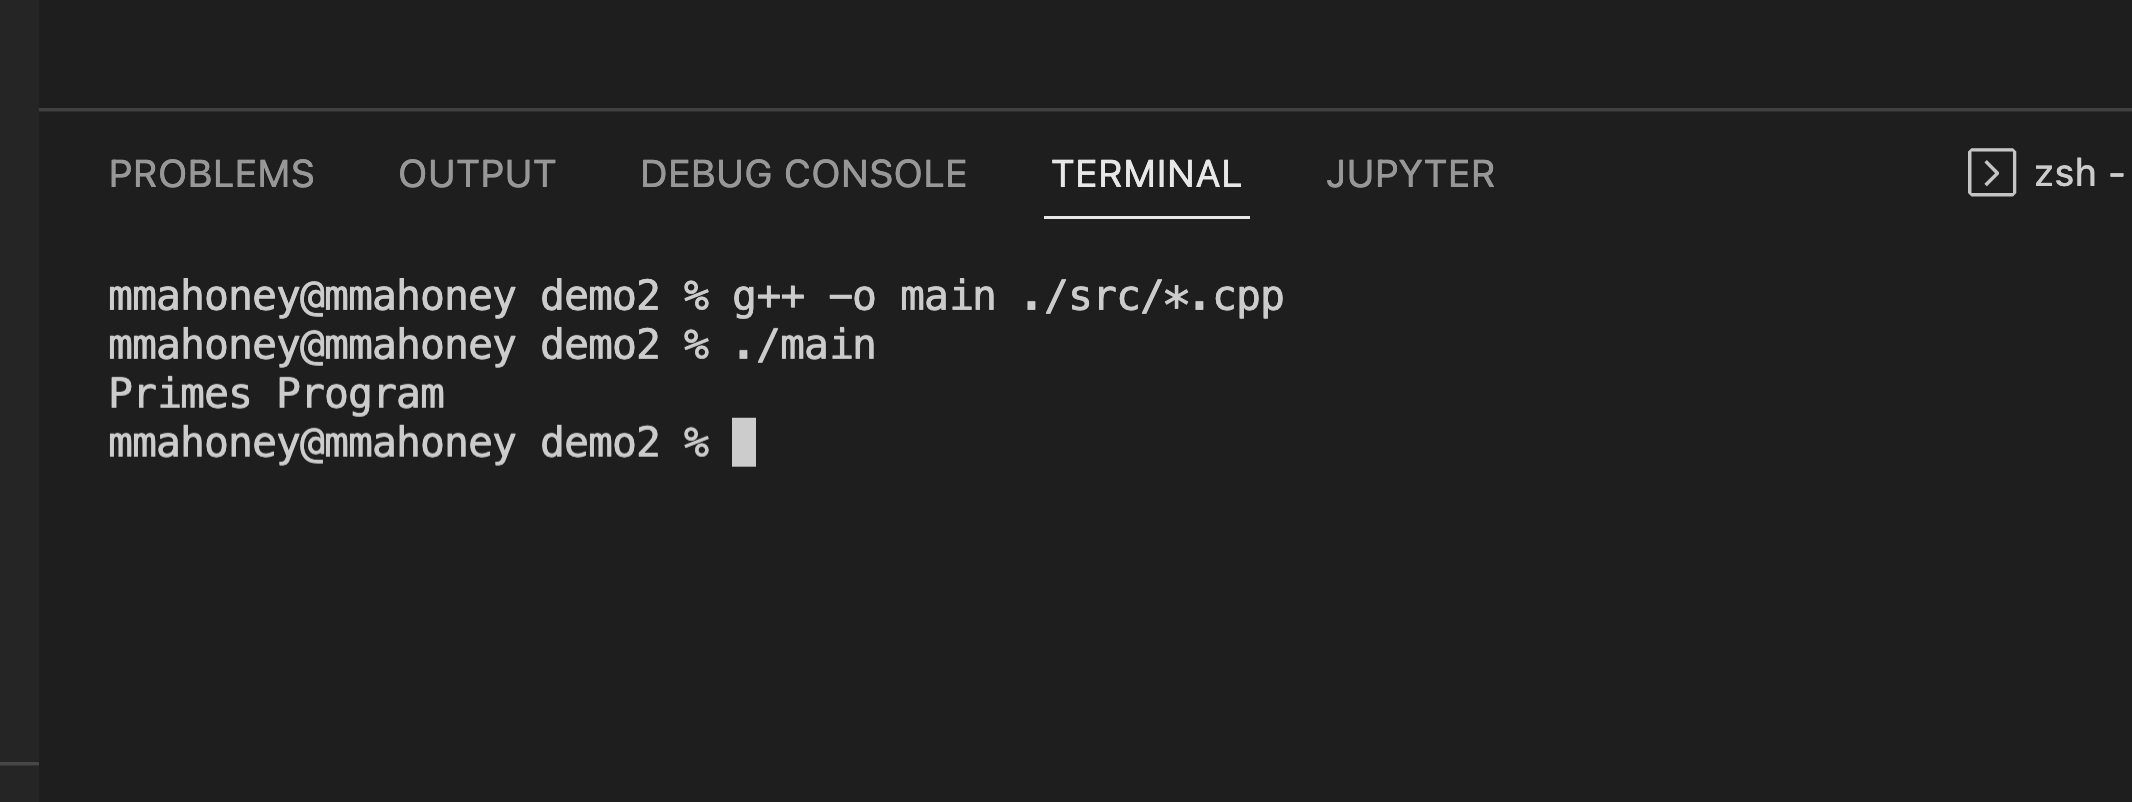 PROBLEMS OUTPUT DEBUG CONSOLE TERMINAL JUPYTER zsh -
mmahoney@mmahoney demo2 % g++ -o main ./src/*.cpp
mmahoney@mmahoney demo2 % ./main
Primes Program
mmahoney@mmahoney demo2 %